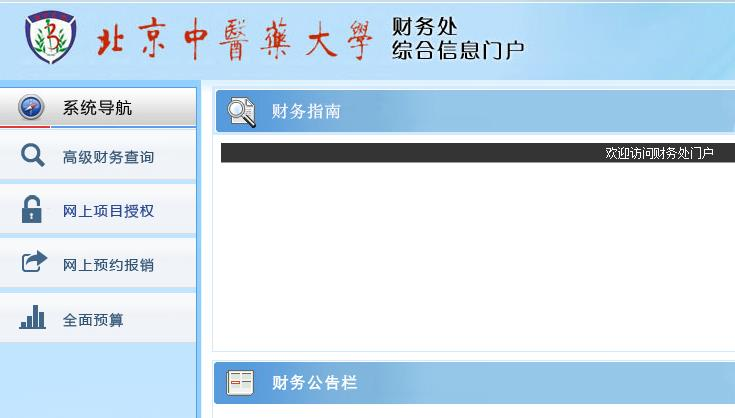 北京中醫藥大學
财务处
综合信息门户
系统导航
高级财务查询
网上项目授权
网上预约报销
全面预算
财务指南
欢迎访问财务处门户
财务公告栏